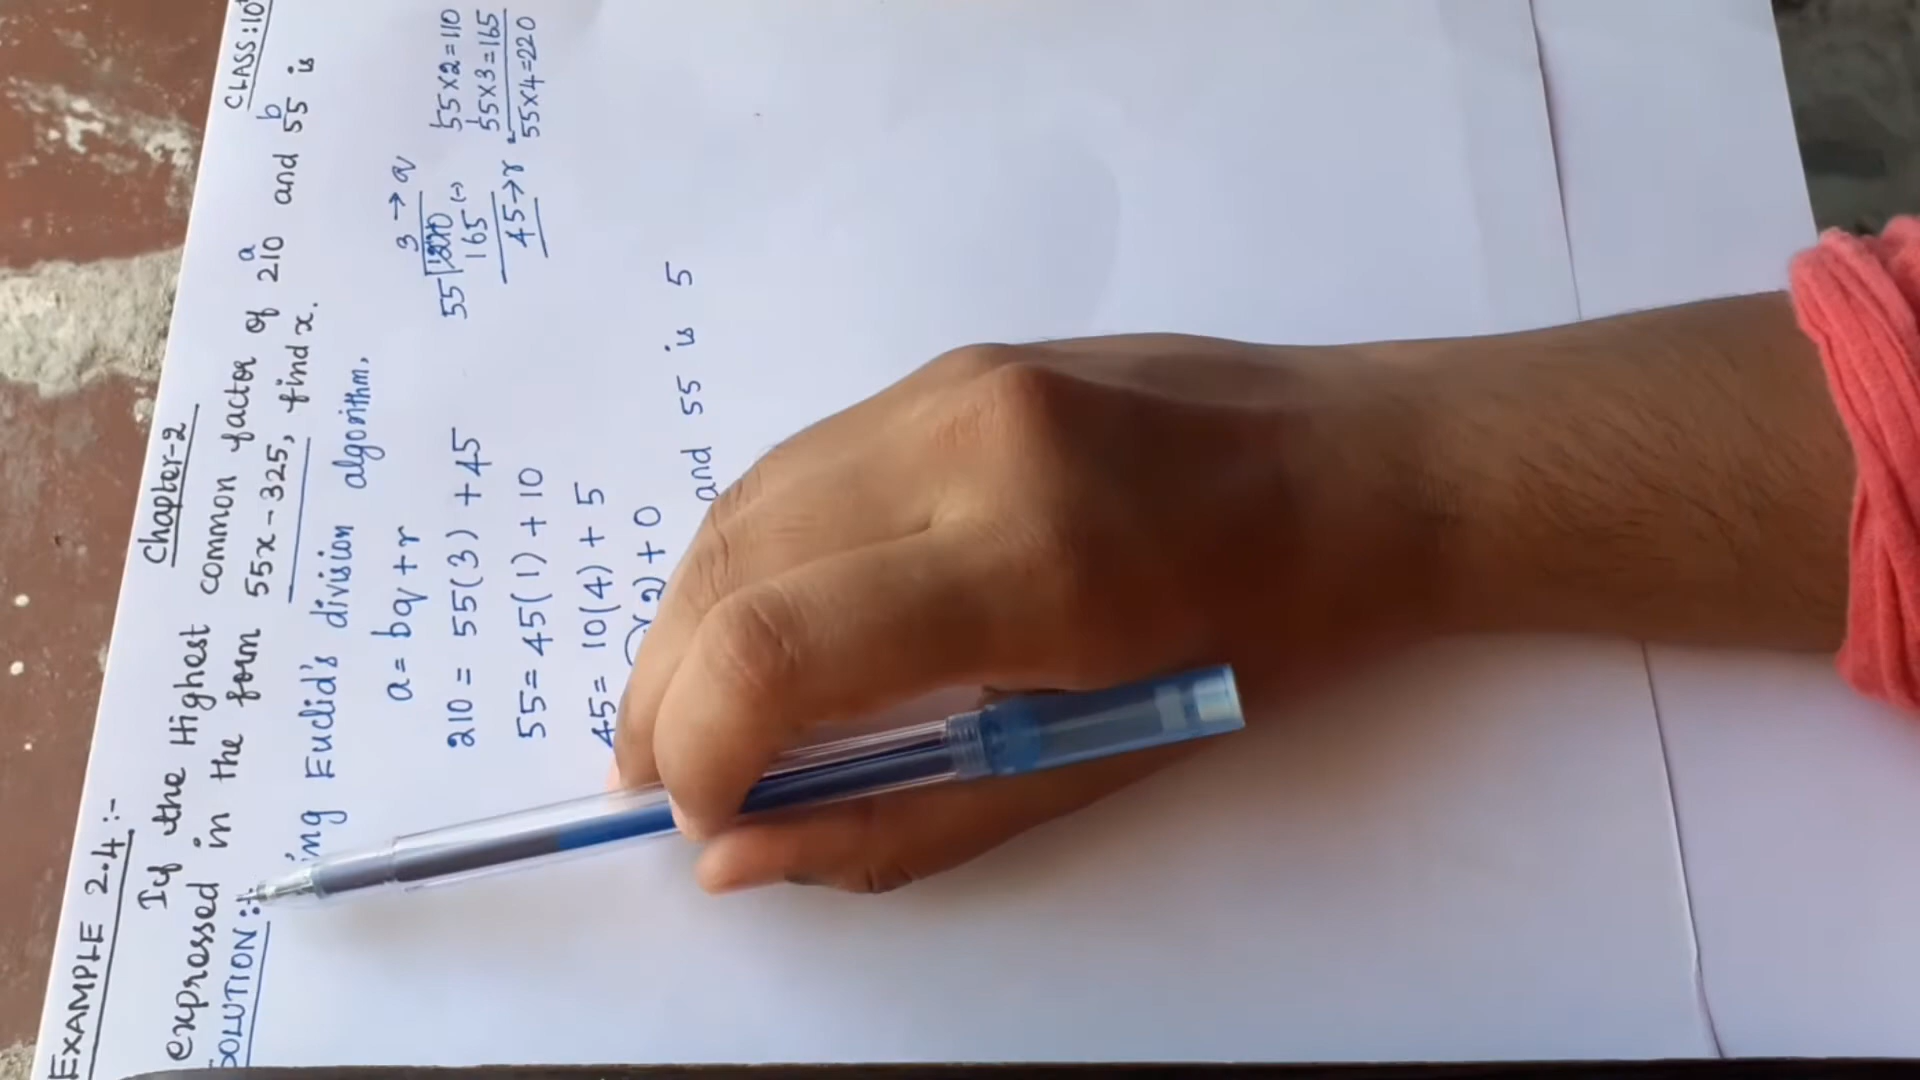 CLASS:10
Chapter-2
EXAMPLE 2.4 :-
If the Highest common factor of 210 and 55 is
a b
expressed in the form 55x-325, find x.
SOLUTION :-
ing Euclid's division algorithm.
a = bq + r
210 = 55(3) + 45
55 = 45(1) + 10
45 = 10(4) + 5
(2) + 0
and 55 is 5
3 → q
55 210
165 (-)
45 → r
55×2=110
55×3=165
55×4=220